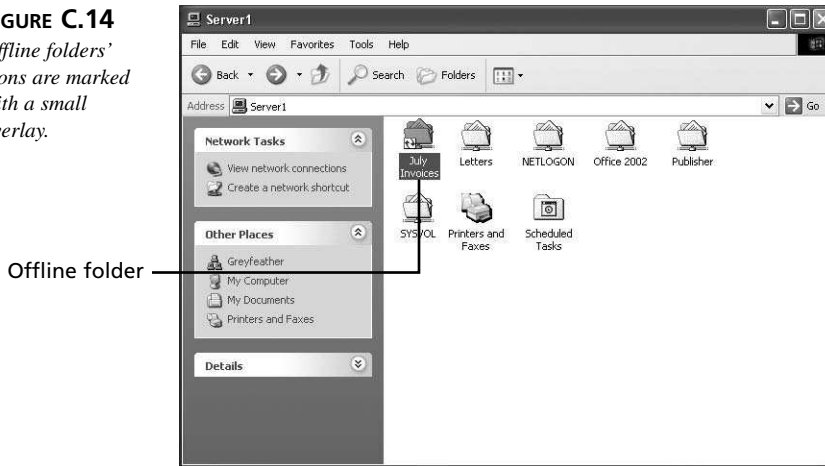 GURE C.14
ffline folders'
ons are marked
ith a small
verlay.
Offline folder
Server1
File Edit View Favorites Tools Help
Back Search Folders
Address Server1 Go
Network Tasks
View network connections
Create a network shortcut
Other Places
Greyfeather
My Computer
My Documents
Printers and Faxes
Details
July
Invoices
Letters
NETLOGON
Office 2002
Publisher
SYSVOL
Printers and
Faxes
Scheduled
Tasks